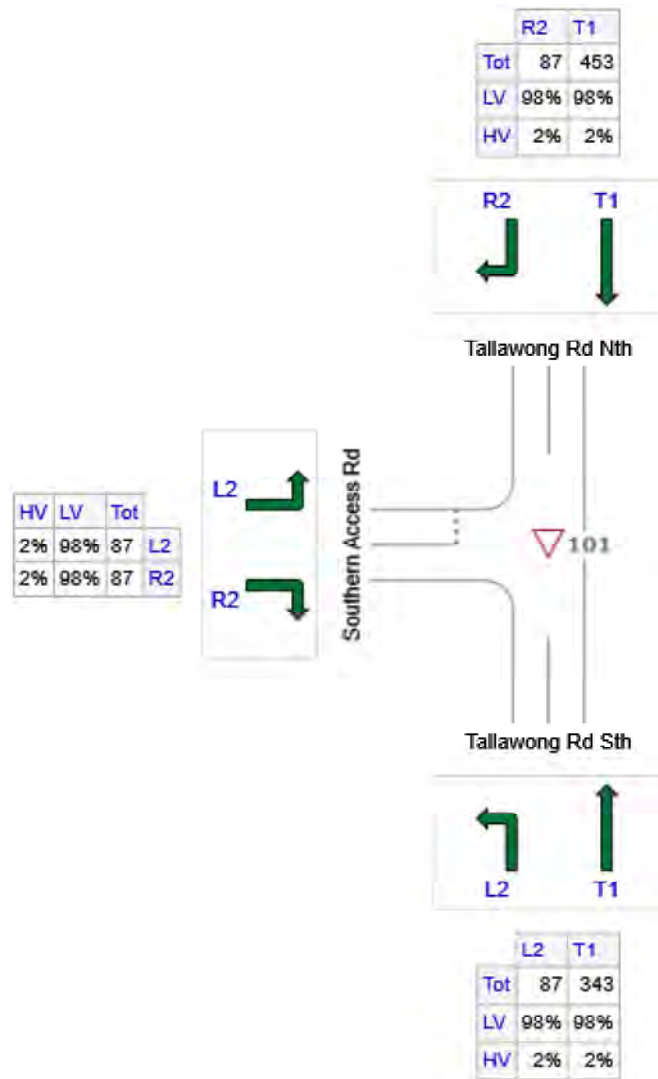 R2 T1
Tot 87 453
LV 98% 98%
HV 2% 2%
R2 T1
Tallawong Rd Nth
HV LV Tot
2% 98% 87 L2
2% 98% 87 R2
L2
R2
Southern Access Rd
101
Tallawong Rd Sth
L2 T1
L2 T1
Tot 87 343
LV 98% 98%
HV 2% 2%